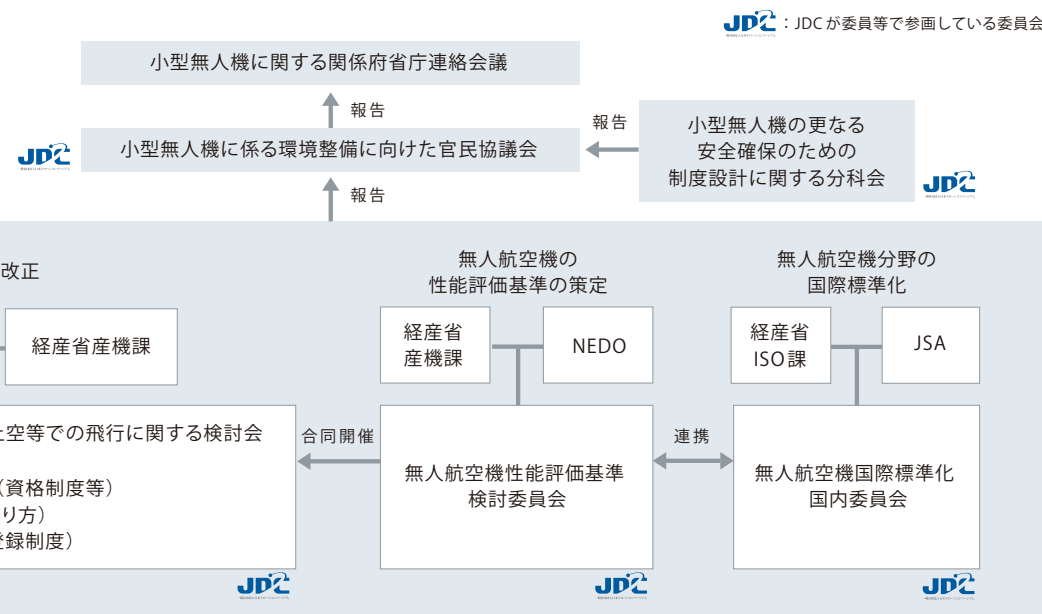 JDC:JDCが委員等で参画している委員会
小型無人機に関する関係府省庁連絡会議
報告
JDC
小型無人機に係る環境整備に向けた官民協議会
報告
小型無人機の更なる
安全確保のための
制度設計に関する分科会
JDC
報告
改正
経産省産機課
上空等での飛行に関する検討会
(資格制度等)
り方)
登録制度)
JDC
合同開催
無人航空機の
性能評価基準の策定
経産省
産機課
NEDO
無人航空機性能評価基準
検討委員会
JDC
連携
無人航空機分野の
国際標準化
経産省
ISO課
JSA
無人航空機国際標準化
国内委員会
JDC